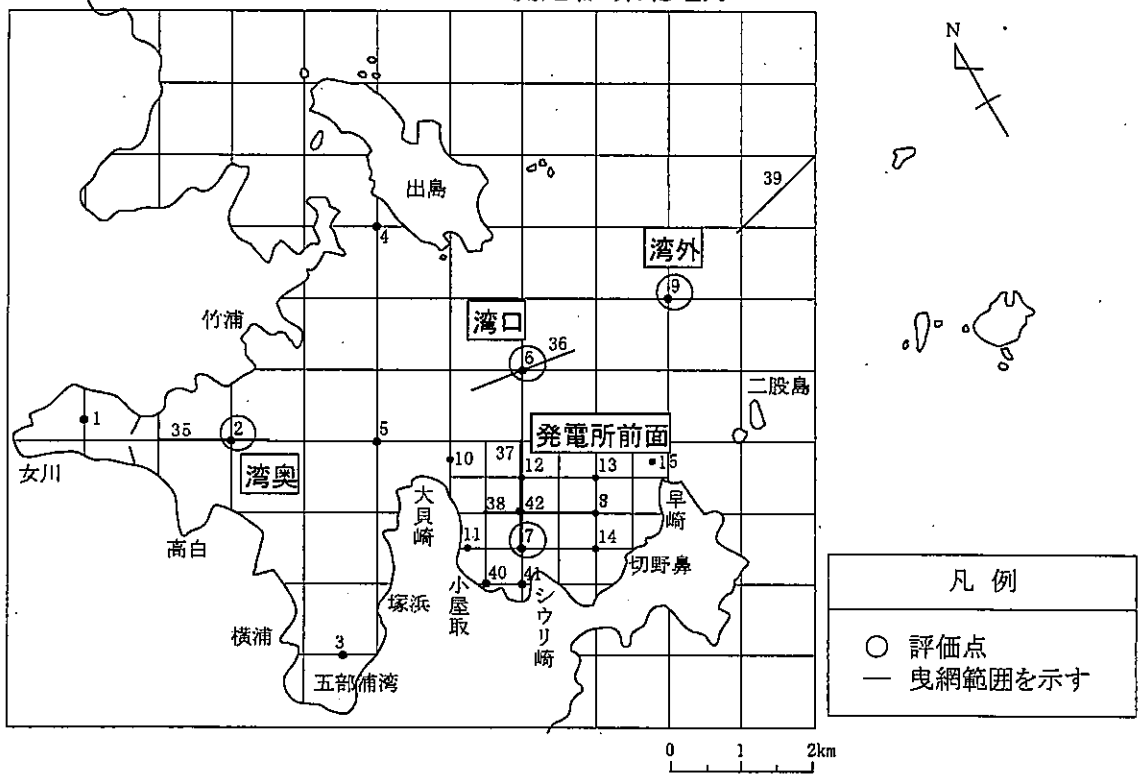 N
出島
39
4
湾外
9
竹浦
湾口
36
6
二股島
1
35
2
5
発電所前面
女川
湾奥
10
37
12
13
15
大貝崎
38
42
8
早崎
高白
11
7
14
切野鼻
40
41
塚浜
小屋取
シウリ崎
横浦
3
五部浦湾
凡例
○ 評価点
— 曳網範囲を示す
0 1 2km